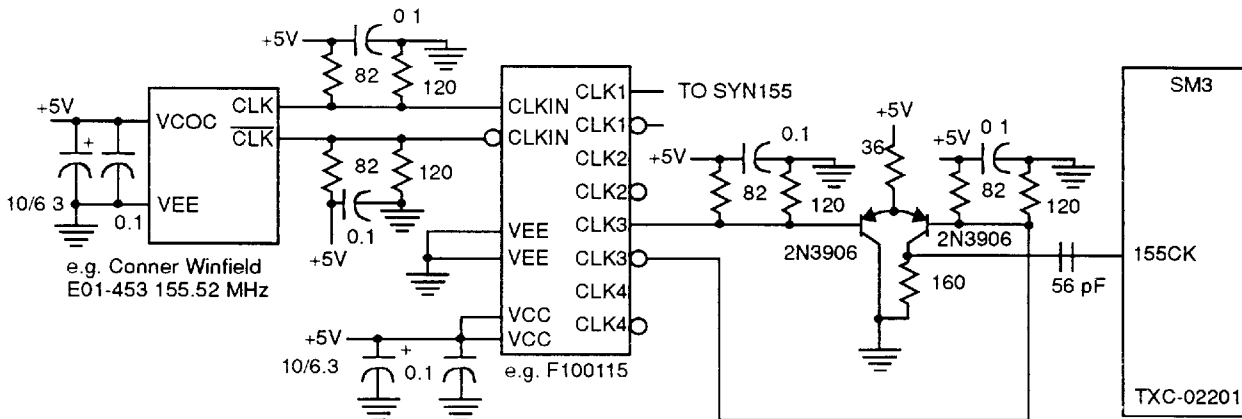 0 1
+5V
82
120
+5V
VCOC
CLK
CLK
+
10/6 3
0.1
VEE
82
120
0.1
+5V
e.g. Conner Winfield
E01-453 155.52 MHz
CLKIN
CLKIN
VEE
VEE
VCC
VCC
CLK1
CLK1
CLK2
CLK2
CLK3
CLK3
CLK4
CLK4
e.g. F100115
+5V
+
10/6.3
0.1
TO SYN155
0.1
+5V
82
120
+5V
36
2N3906
2N3906
160
0 1
+5V
82
120
56 pF
SM3
155CK
TXC-02201